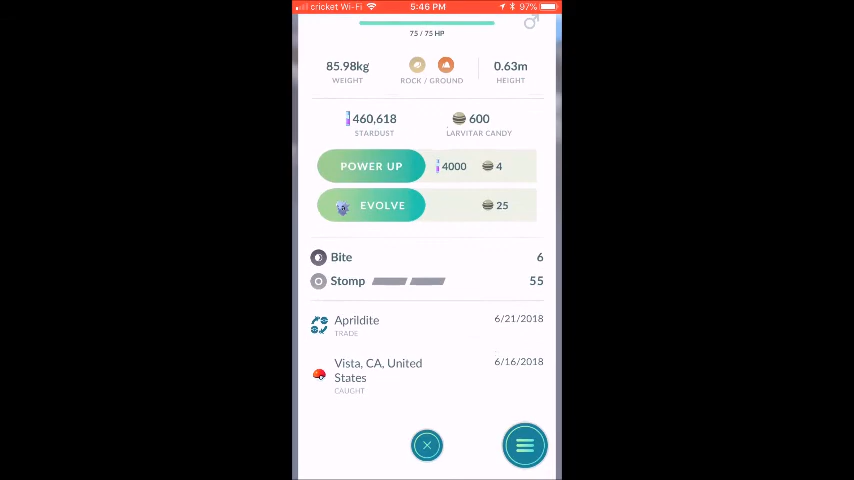 cricket Wi-Fi 5:46 PM 97%
75 / 75 HP
85.98kg 0.63m
WEIGHT ROCK / GROUND HEIGHT
460,618 600
STARDUST LARVITAR CANDY
POWER UP 4000 4
EVOLVE 25
Bite 6
Stomp 55
Aprildite 6/21/2018
TRADE
Vista, CA, United 6/16/2018
States
CAUGHT